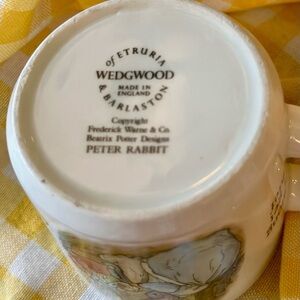 of ETRURIA
WEDGWOOD
MADE IN
ENGLAND
& BARLASTON
Copyright
Frederick Warne & Co
Beatrix Potter Designs
PETER RABBIT